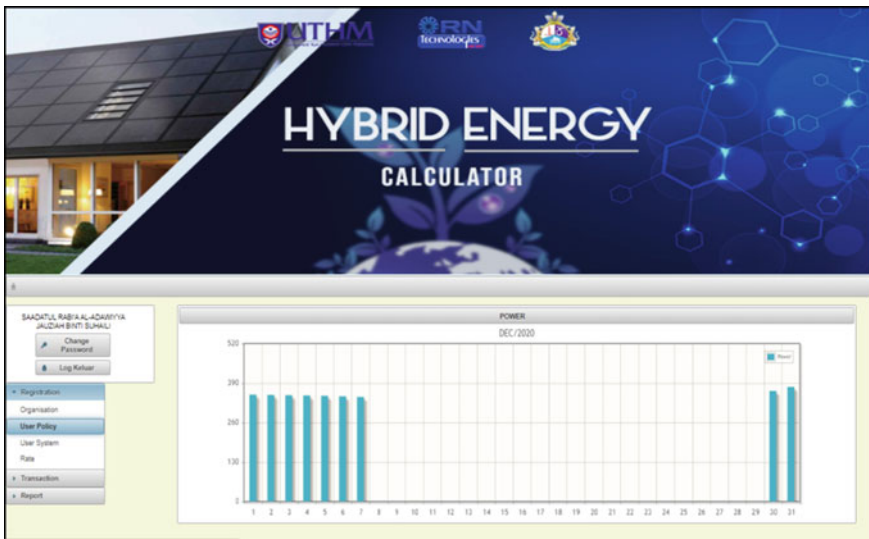 UTHM
RN
Technologies
HYBRID ENERGY
CALCULATOR
SAADATUL RABI'A AL-ADAWIYYA
JAUZIAH BINTI SUHAILI
Change
Password
Log Keluar
Registration
Organisation
User Policy
User System
Rate
Transaction
Report
POWER
DEC/2020
Power
520
390
260
130
0
1 2 3 4 5 6 7 8 9 10 11 12 13 14 15 16 17 18 19 20 21 22 23 24 25 26 27 28 29 30 31